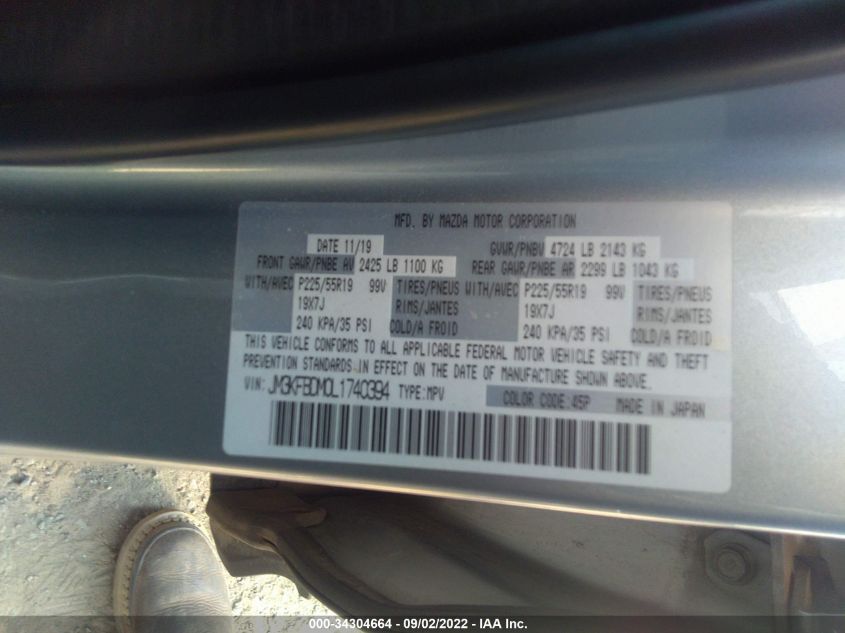 MFD. BY MAZDA MOTOR CORPORATION
DATE 11/19 GVWR/PNBV 4724 LB 2143 KG
FRONT GAWR/PNBE AV 2425 LB 1100 KG REAR GAWR/PNBE AR 2299 LB 1043 KG
WITH/AVEC P225/55R19 99V TIRES/PNEUS WITH/AVEC P225/55R19 99V TIRES/PNEUS
19X7J RIMS/JANTES 19X7J RIMS/JANTES
240 KPA/35 PSI COLD/A FROID 240 KPA/35 PSI COLD/A FROID
THIS VEHICLE CONFORMS TO ALL APPLICABLE FEDERAL MOTOR VEHICLE SAFETY AND THEFT
PREVENTION STANDARDS IN EFFECT ON THE DATE OF MANUFACTURE SHOWN ABOVE.
VIN: JM3KFBDM0L1740394 TYPE:MPV COLOR CODE:45P MADE IN JAPAN
000-34304664 - 09/02/2022 - IAA Inc.